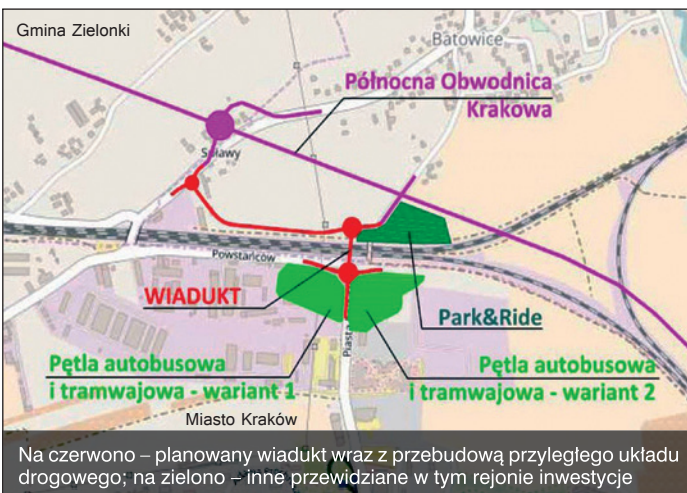 Gmina Zielonki
Batowice
Północna Obwodnica
Krakowa
Sulawy
Powstańców
WIADUKT
Park&Ride
Piasta
Pętla autobusowa
i tramwajowa - wariant 1
Pętla autobusowa
i tramwajowa - wariant 2
Miasto Kraków
Na czerwono – planowany wiadukt wraz z przebudową przyległego układu
drogowego; na zielono – inne przewidziane w tym rejonie inwestycje